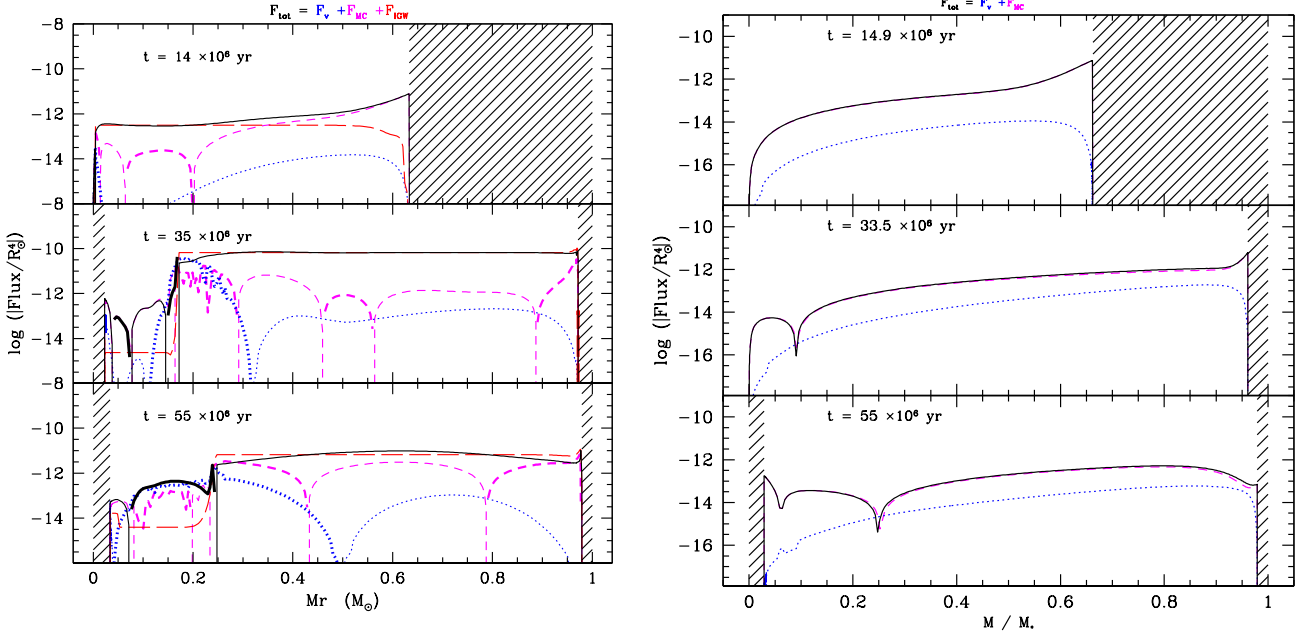 F_tot = F_v + F_MC + F_IGW
-8
t = 14 ×10⁶ yr
-10
-12
-14
-8
t = 35 ×10⁶ yr
-10
-12
-14
-8
t = 55 ×10⁶ yr
-10
-12
-14
log (|Flux/R⊙⁴|)
0 0.2 0.4 0.6 0.8 1
Mr (M⊙)
F_tot = F_v + F_MC
t = 14.9 ×10⁶ yr
-10
-12
-14
-16
t = 33.5 ×10⁶ yr
-10
-12
-14
-16
t = 55 ×10⁶ yr
-10
-12
-14
-16
log (|Flux/R⊙⁴|)
0 0.2 0.4 0.6 0.8 1
M / M*